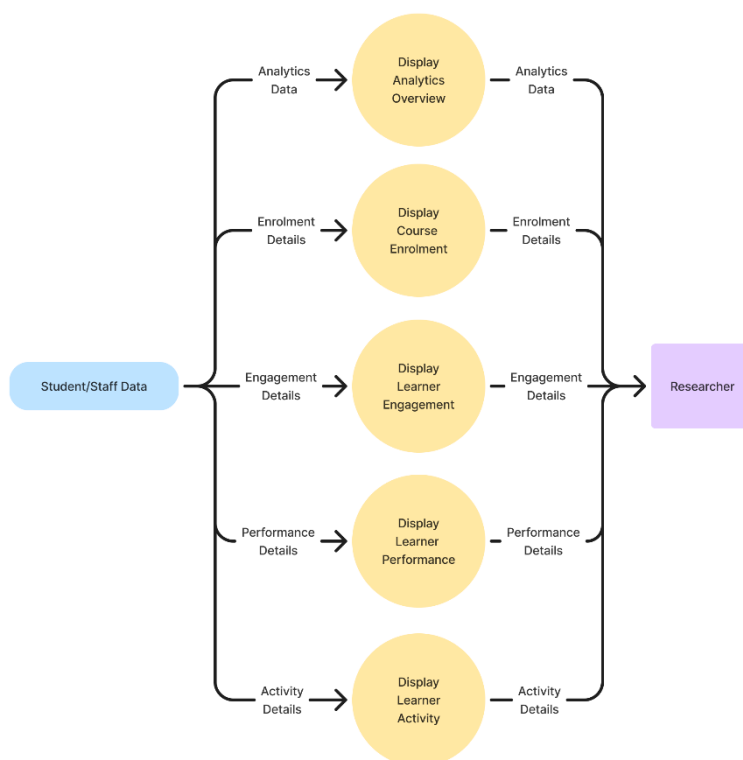 Analytics
Data
Display
Analytics
Overview
Analytics
Data
Enrolment
Details
Display
Course
Enrolment
Enrolment
Details
Student/Staff Data
Engagement
Details
Display
Learner
Engagement
Engagement
Details
Researcher
Performance
Details
Display
Learner
Performance
Performance
Details
Activity
Details
Display
Learner
Activity
Activity
Details